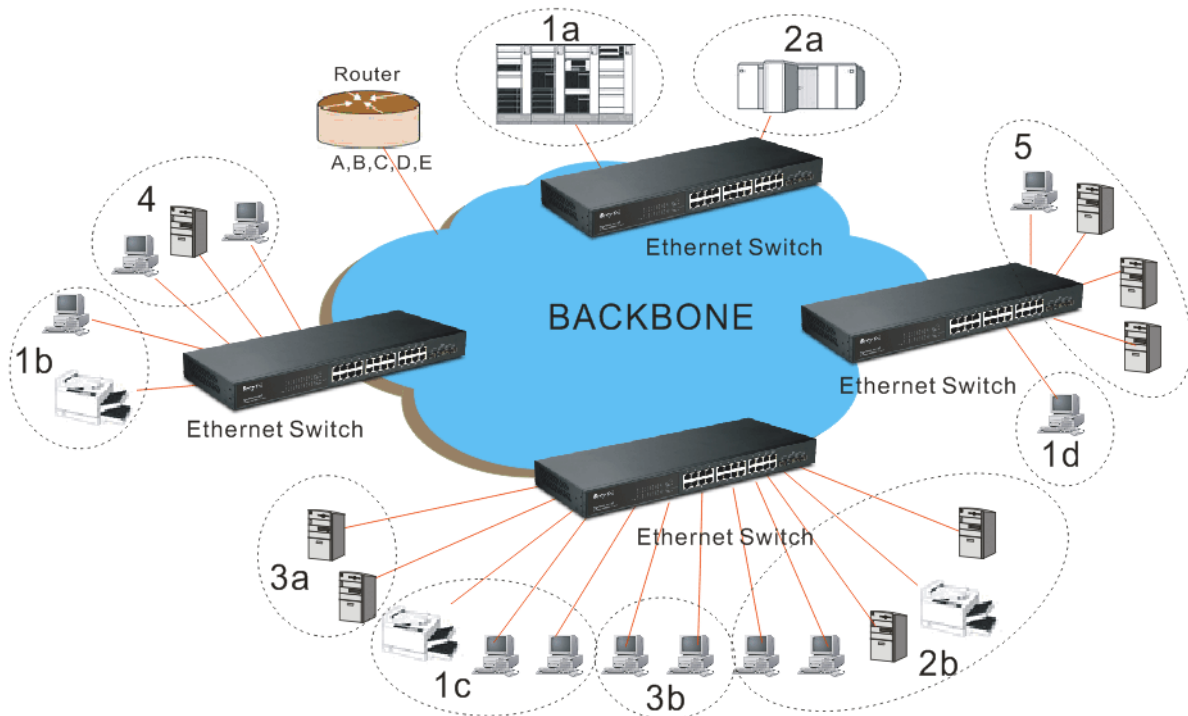 1a
2a
Router
A,B,C,D,E
5
4
Ethernet Switch
BACKBONE
1b
Ethernet Switch
Ethernet Switch
1d
Ethernet Switch
3a
2b
1c
3b